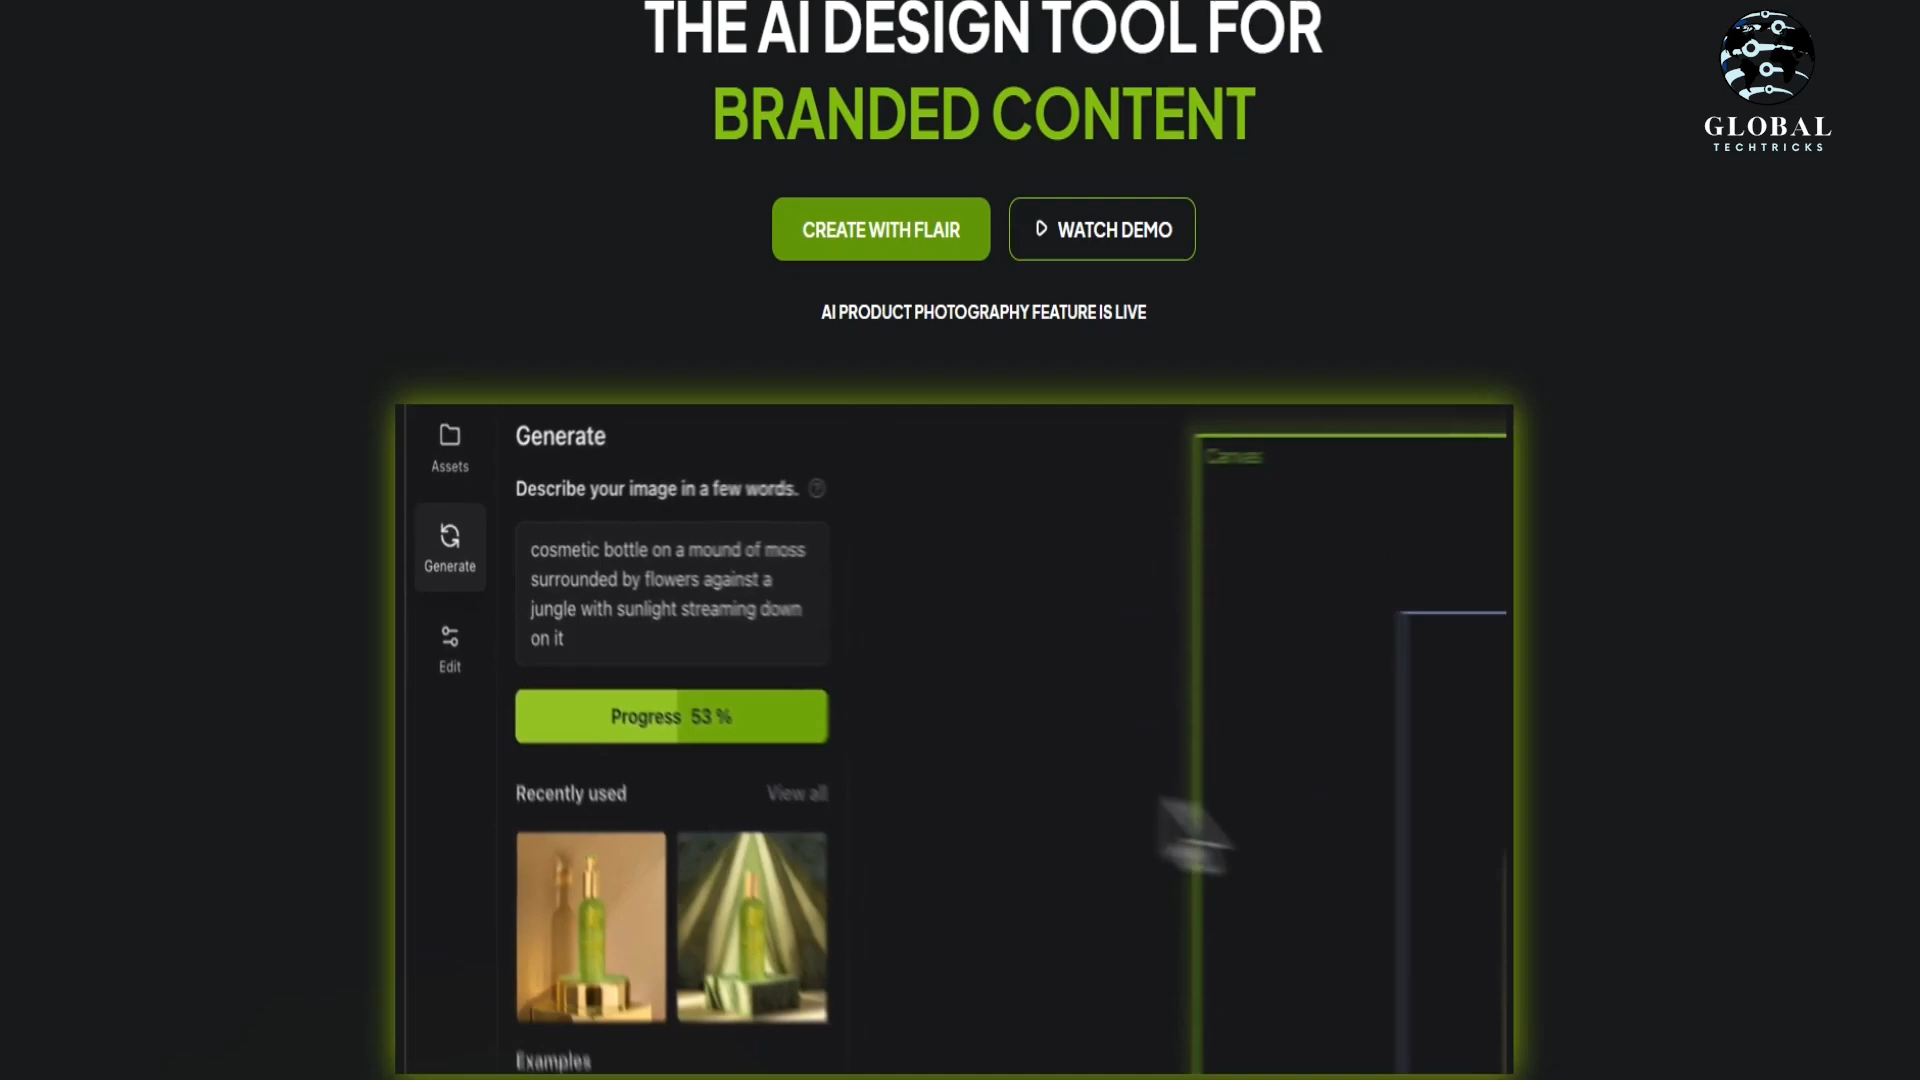 THE AI DESIGN TOOL FOR
BRANDED CONTENT
GLOBAL
TECHTRICKS
CREATE WITH FLAIR
WATCH DEMO
AI PRODUCT PHOTOGRAPHY FEATURE IS LIVE
Assets
Generate
Edit
Generate
Describe your image in a few words.
cosmetic bottle on a mound of moss
surrounded by flowers against a
jungle with sunlight streaming down
on it
Progress 53 %
Recently used
View all
Examples
Canvas